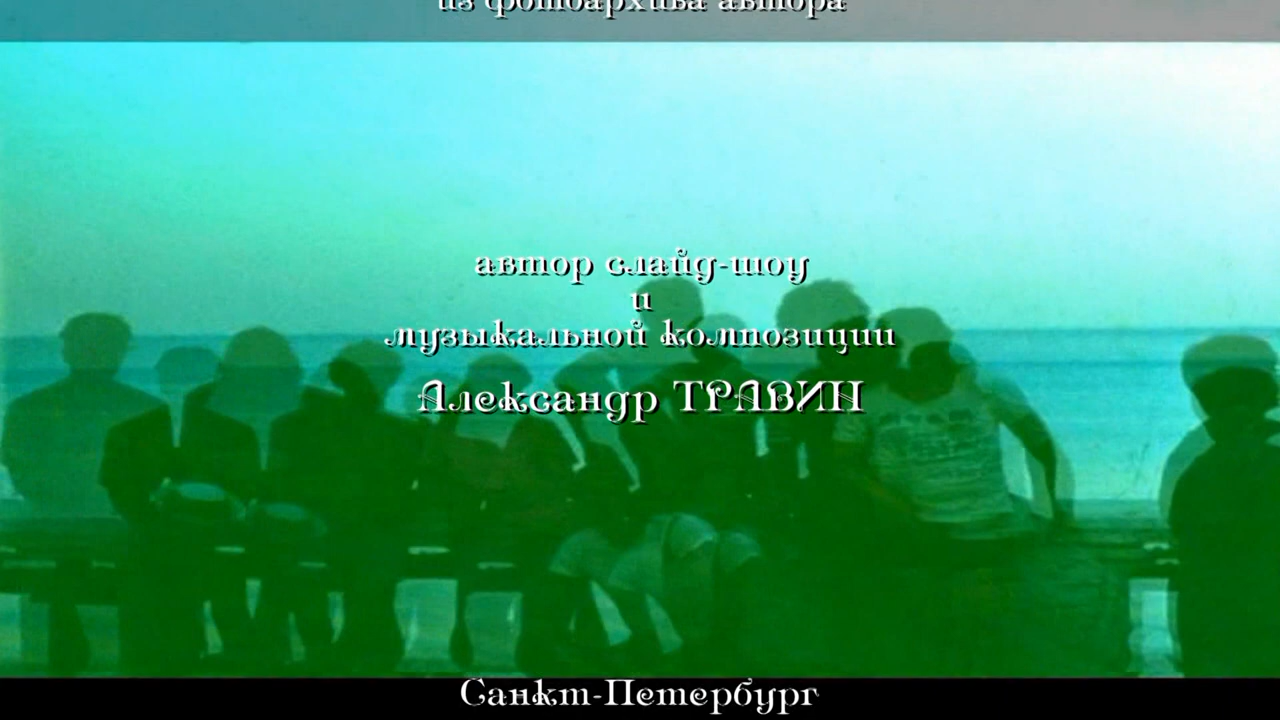 из фотоархива автора
автор слайд-шоу
и
музыкальной композиции
Александр ТРАВИН
Санкт-Петербург